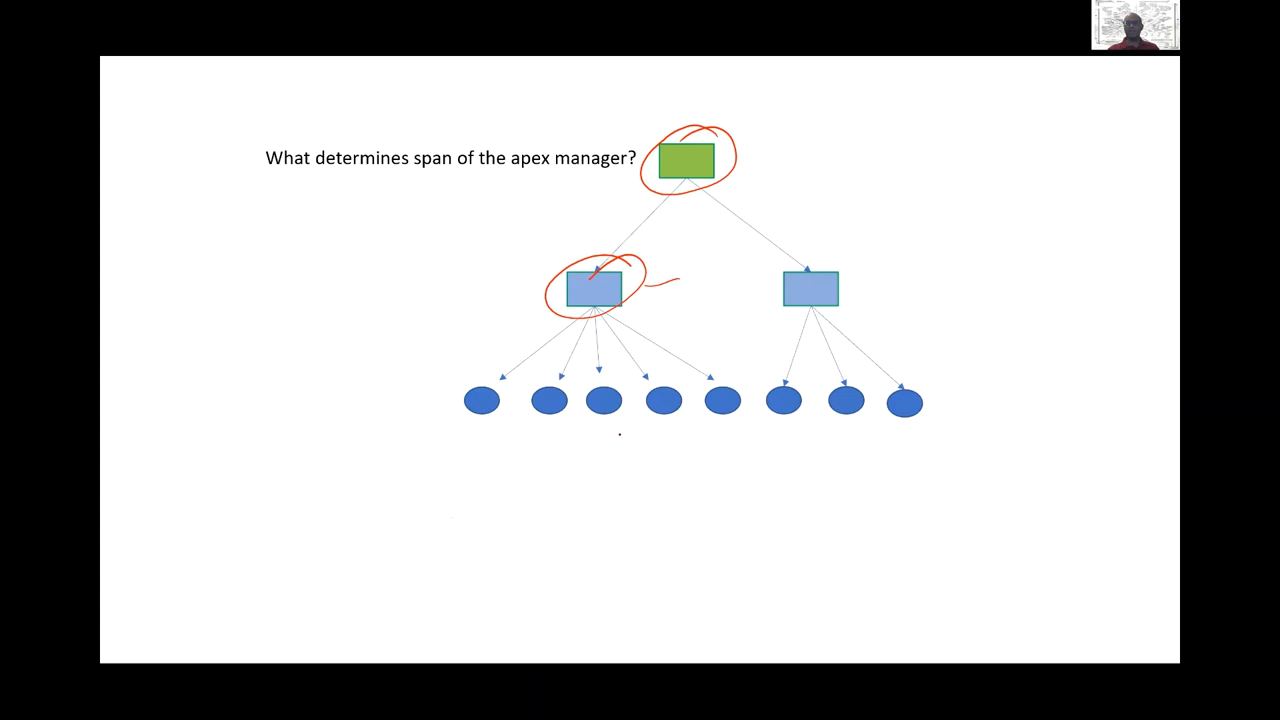 What determines span of the apex manager?